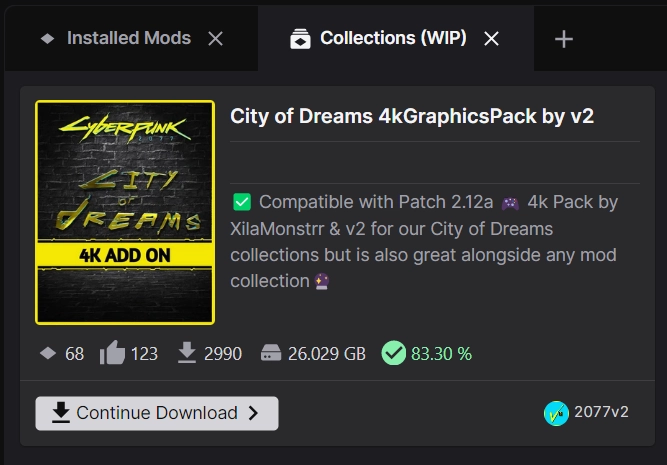 Installed Mods
Collections (WIP)
City of Dreams 4kGraphicsPack by v2
Cyberpunk
2077
City
of
Dreams
4K ADD ON
✅ Compatible with Patch 2.12a 🎮 4k Pack by
XilaMonstrr & v2 for our City of Dreams
collections but is also great alongside any mod
collection 🔮
68 123 2990 26.029 GB 83.30 %
Continue Download
2077v2